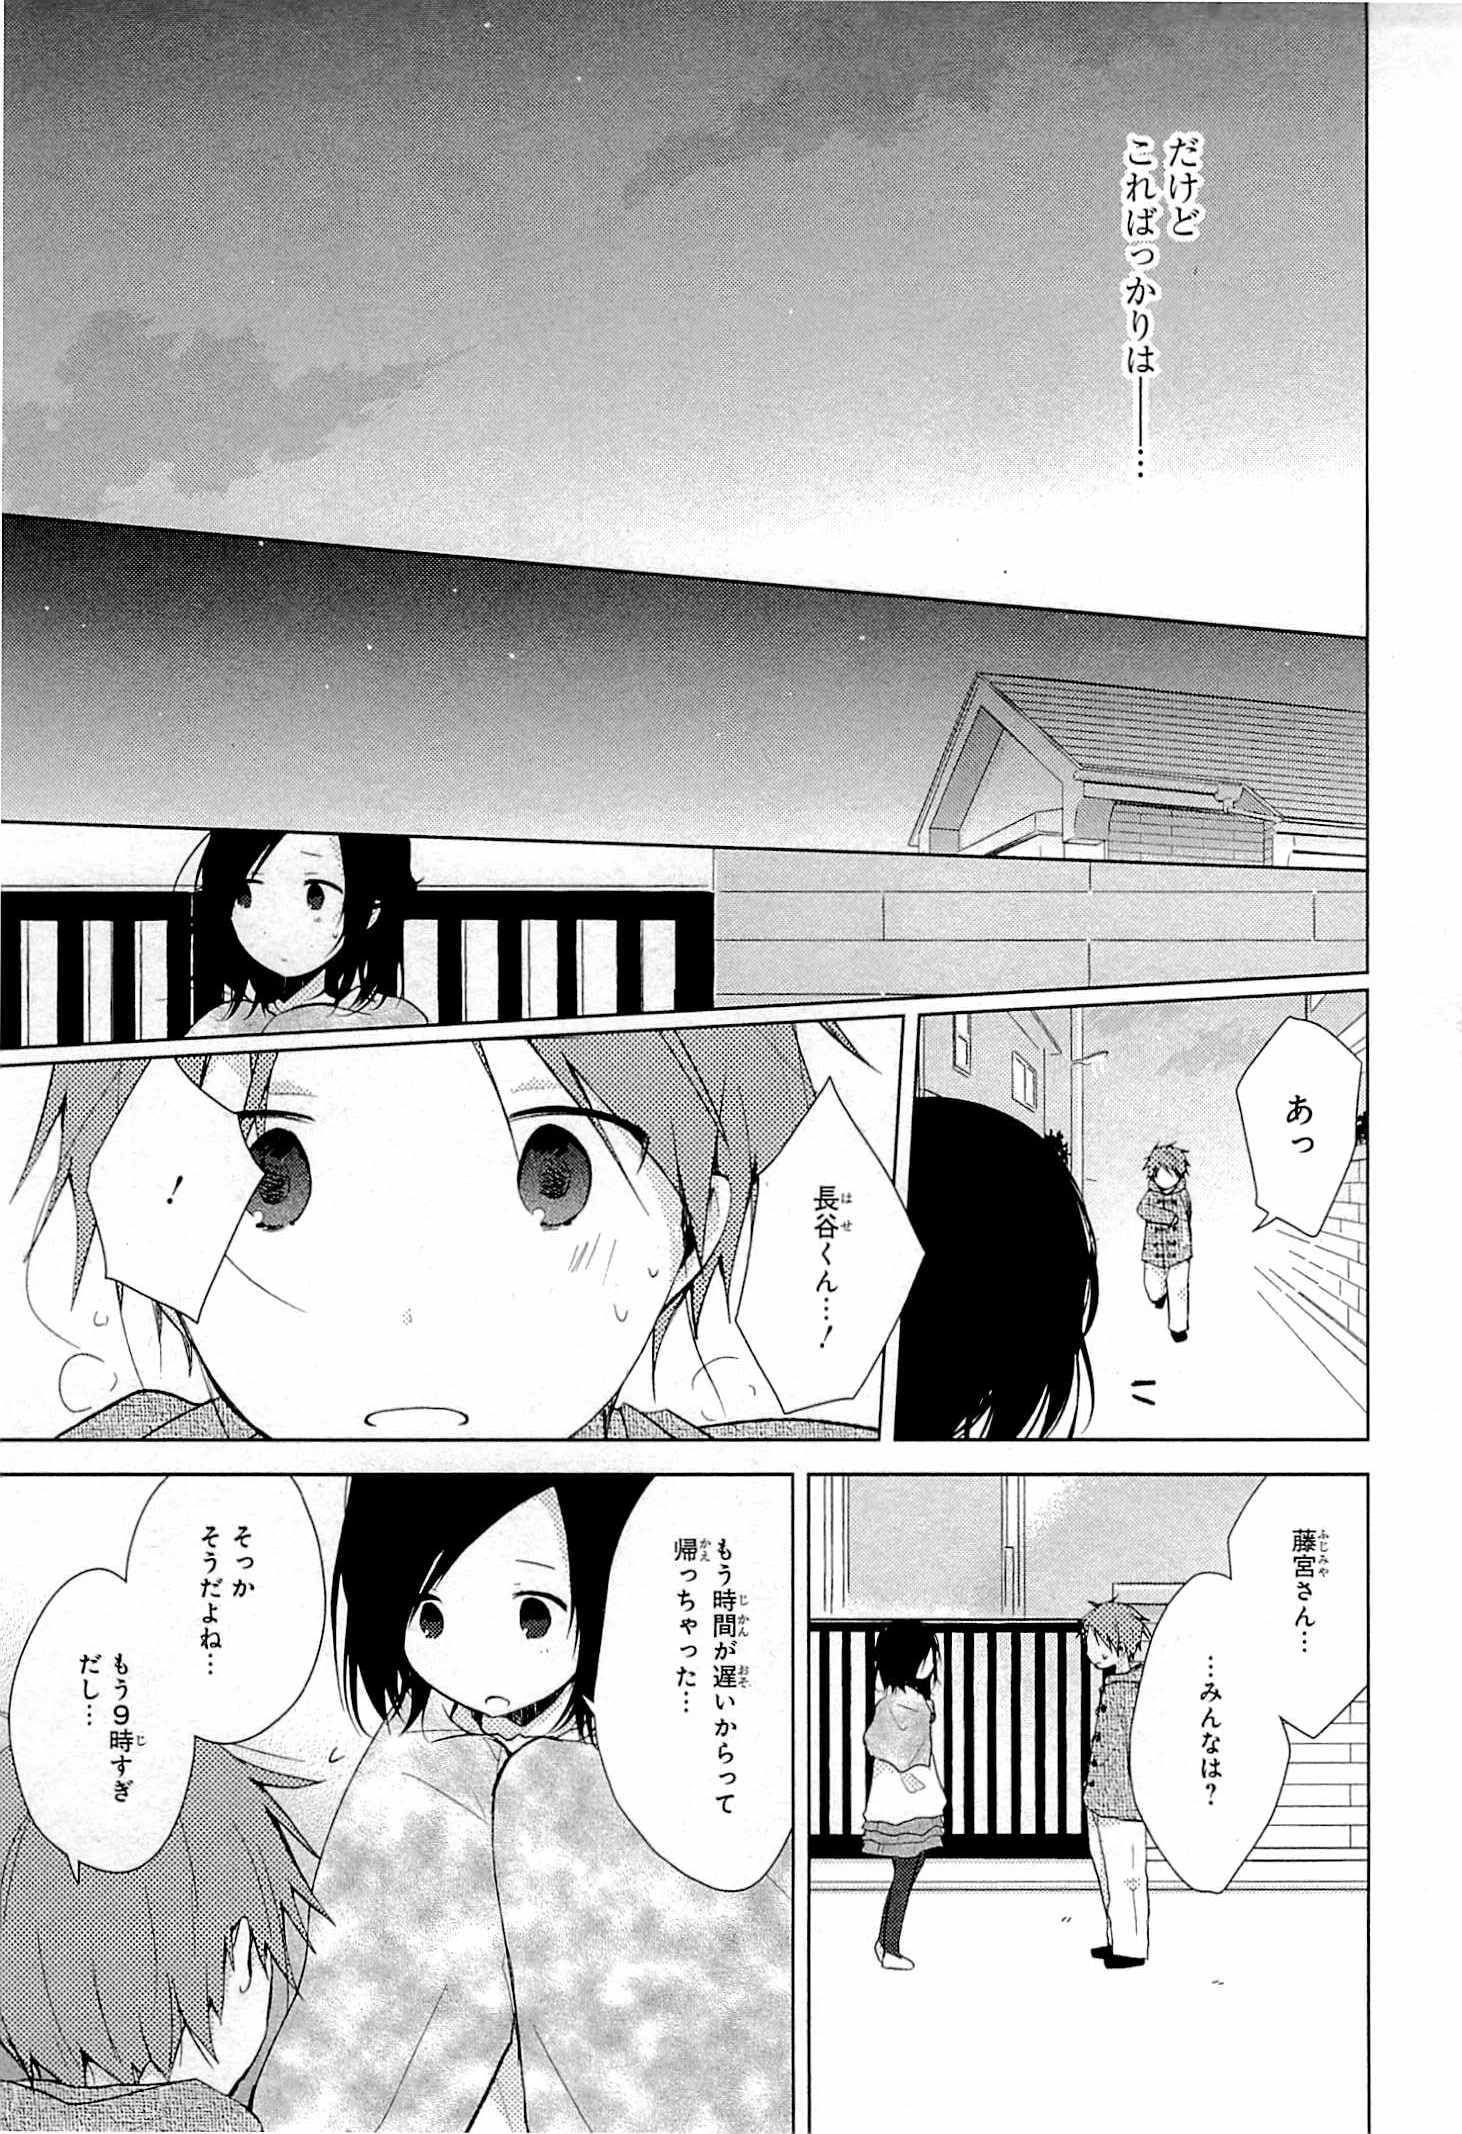 だけど
こればっかりは――…
あっ
長谷くん…！
！
藤宮さん…
…みんなは？
もう時間が遅いからって
帰っちゃった…
そっか
そうだよね…
もう9時すぎ
だし…